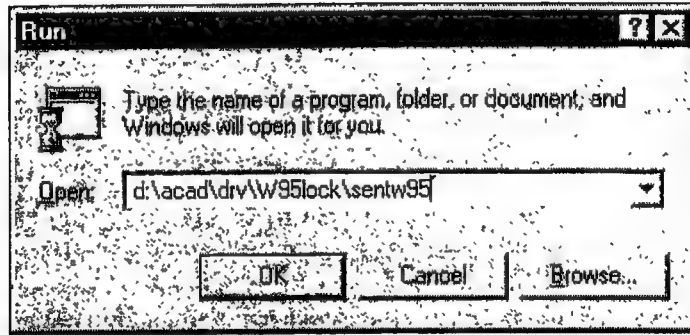 Run
Type the name of a program, folder, or document, and
Windows will open it for you.
Open: d:\acad\drv\W95lock\sentw95
OK Cancel Browse...